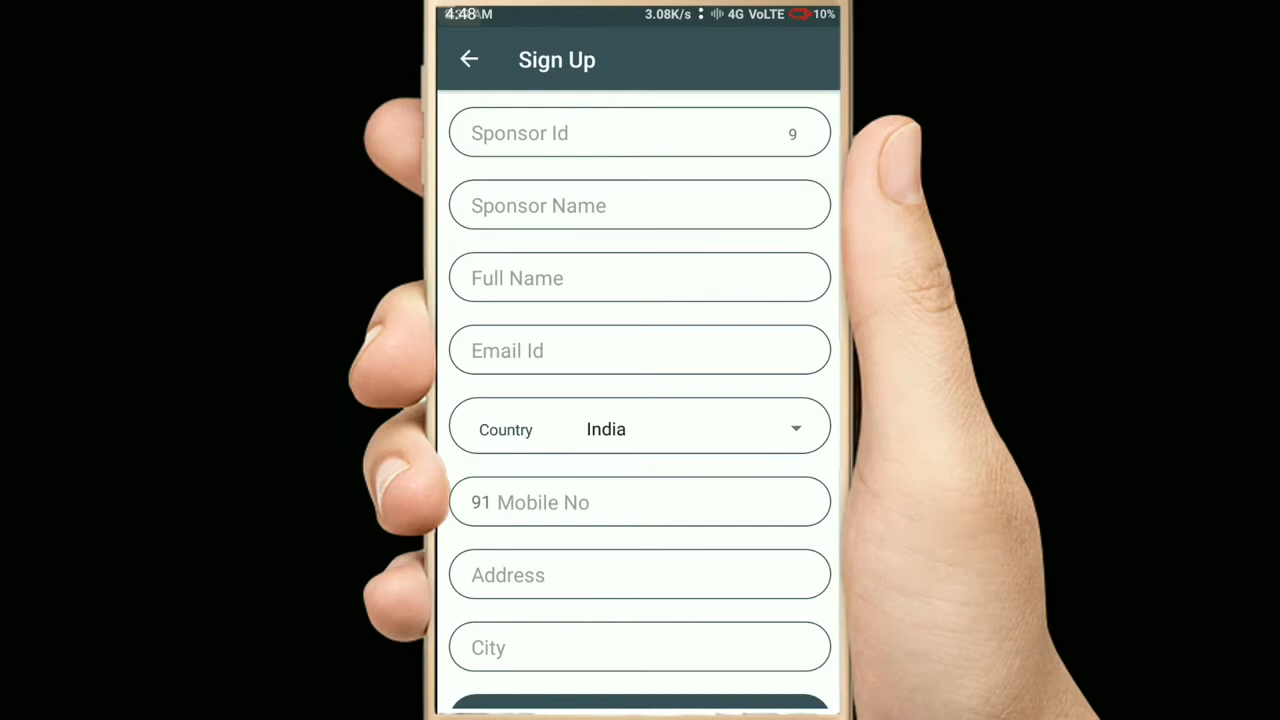 4:48 AM 3.08K/s 4G VoLTE 10%
Sign Up
Sponsor Id 9
Sponsor Name
Full Name
Email Id
Country India
91 Mobile No
Address
City